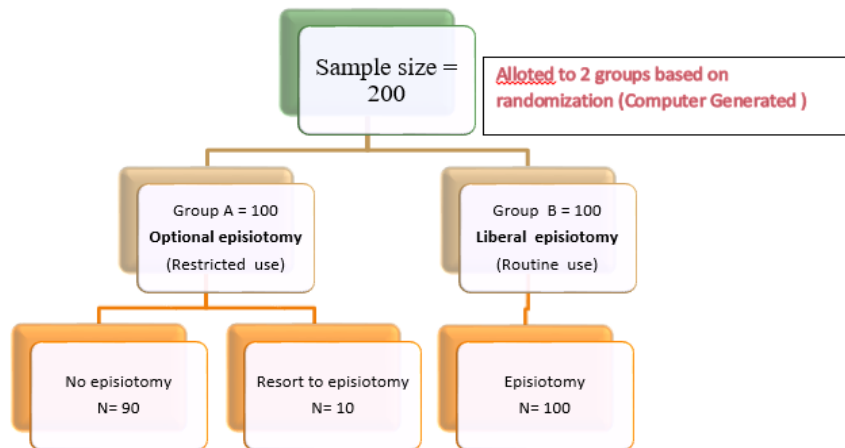 Sample size =
200
Alloted to 2 groups based on
randomization (Computer Generated )
Group A = 100
Optional episiotomy
(Restricted use)
Group B = 100
Liberal episiotomy
(Routine use)
No episiotomy
N= 90
Resort to episiotomy
N= 10
Episiotomy
N= 100